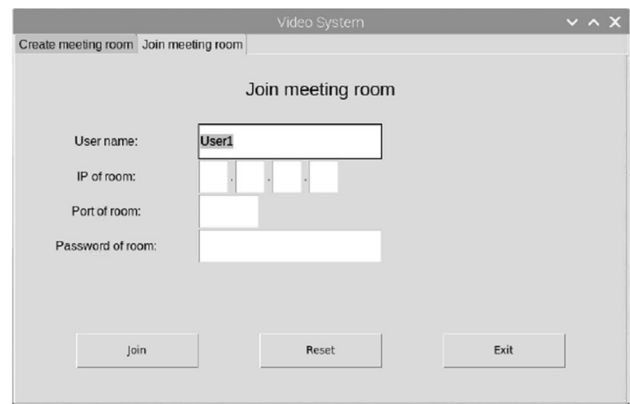 Video System
Create meeting room Join meeting room
Join meeting room
User name: User1
IP of room: . . .
Port of room:
Password of room:
Join Reset Exit